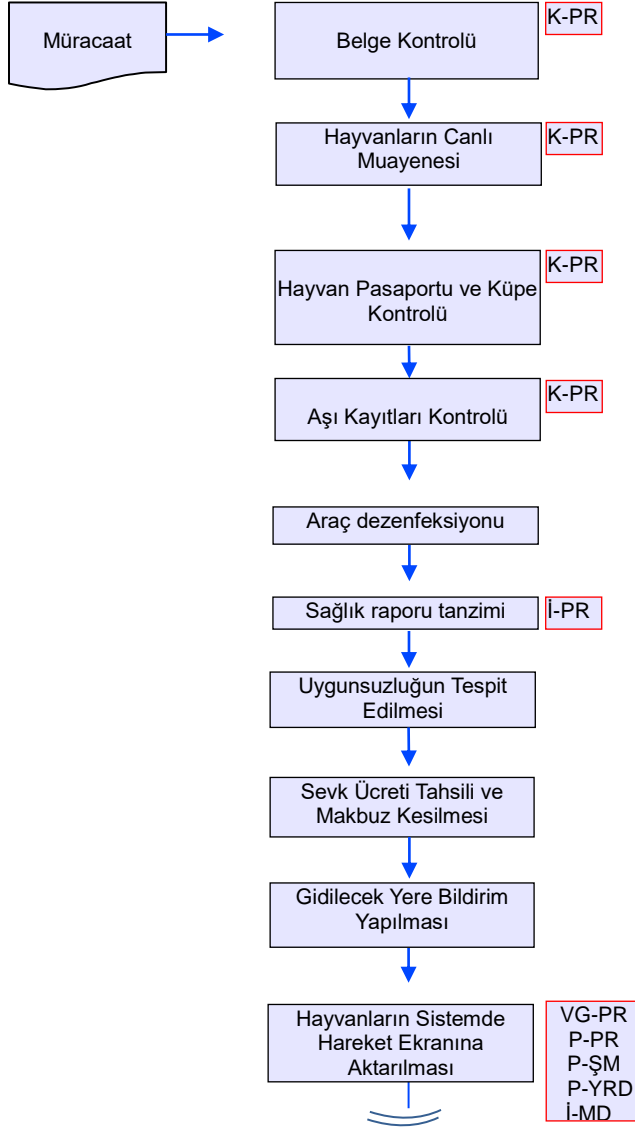 Müracaat
Belge Kontrolü
K-PR
Hayvanların Canlı
Muayenesi
K-PR
Hayvan Pasaportu ve Küpe
Kontrolü
K-PR
Aşı Kayıtları Kontrolü
K-PR
Araç dezenfeksiyonu
Sağlık raporu tanzimi
İ-PR
Uygunsuzluğun Tespit
Edilmesi
Sevk Ücreti Tahsili ve
Makbuz Kesilmesi
Gidilecek Yere Bildirim
Yapılması
Hayvanların Sistemde
Hareket Ekranına
Aktarılması
VG-PR
P-PR
P-ŞM
P-YRD
İ-MD